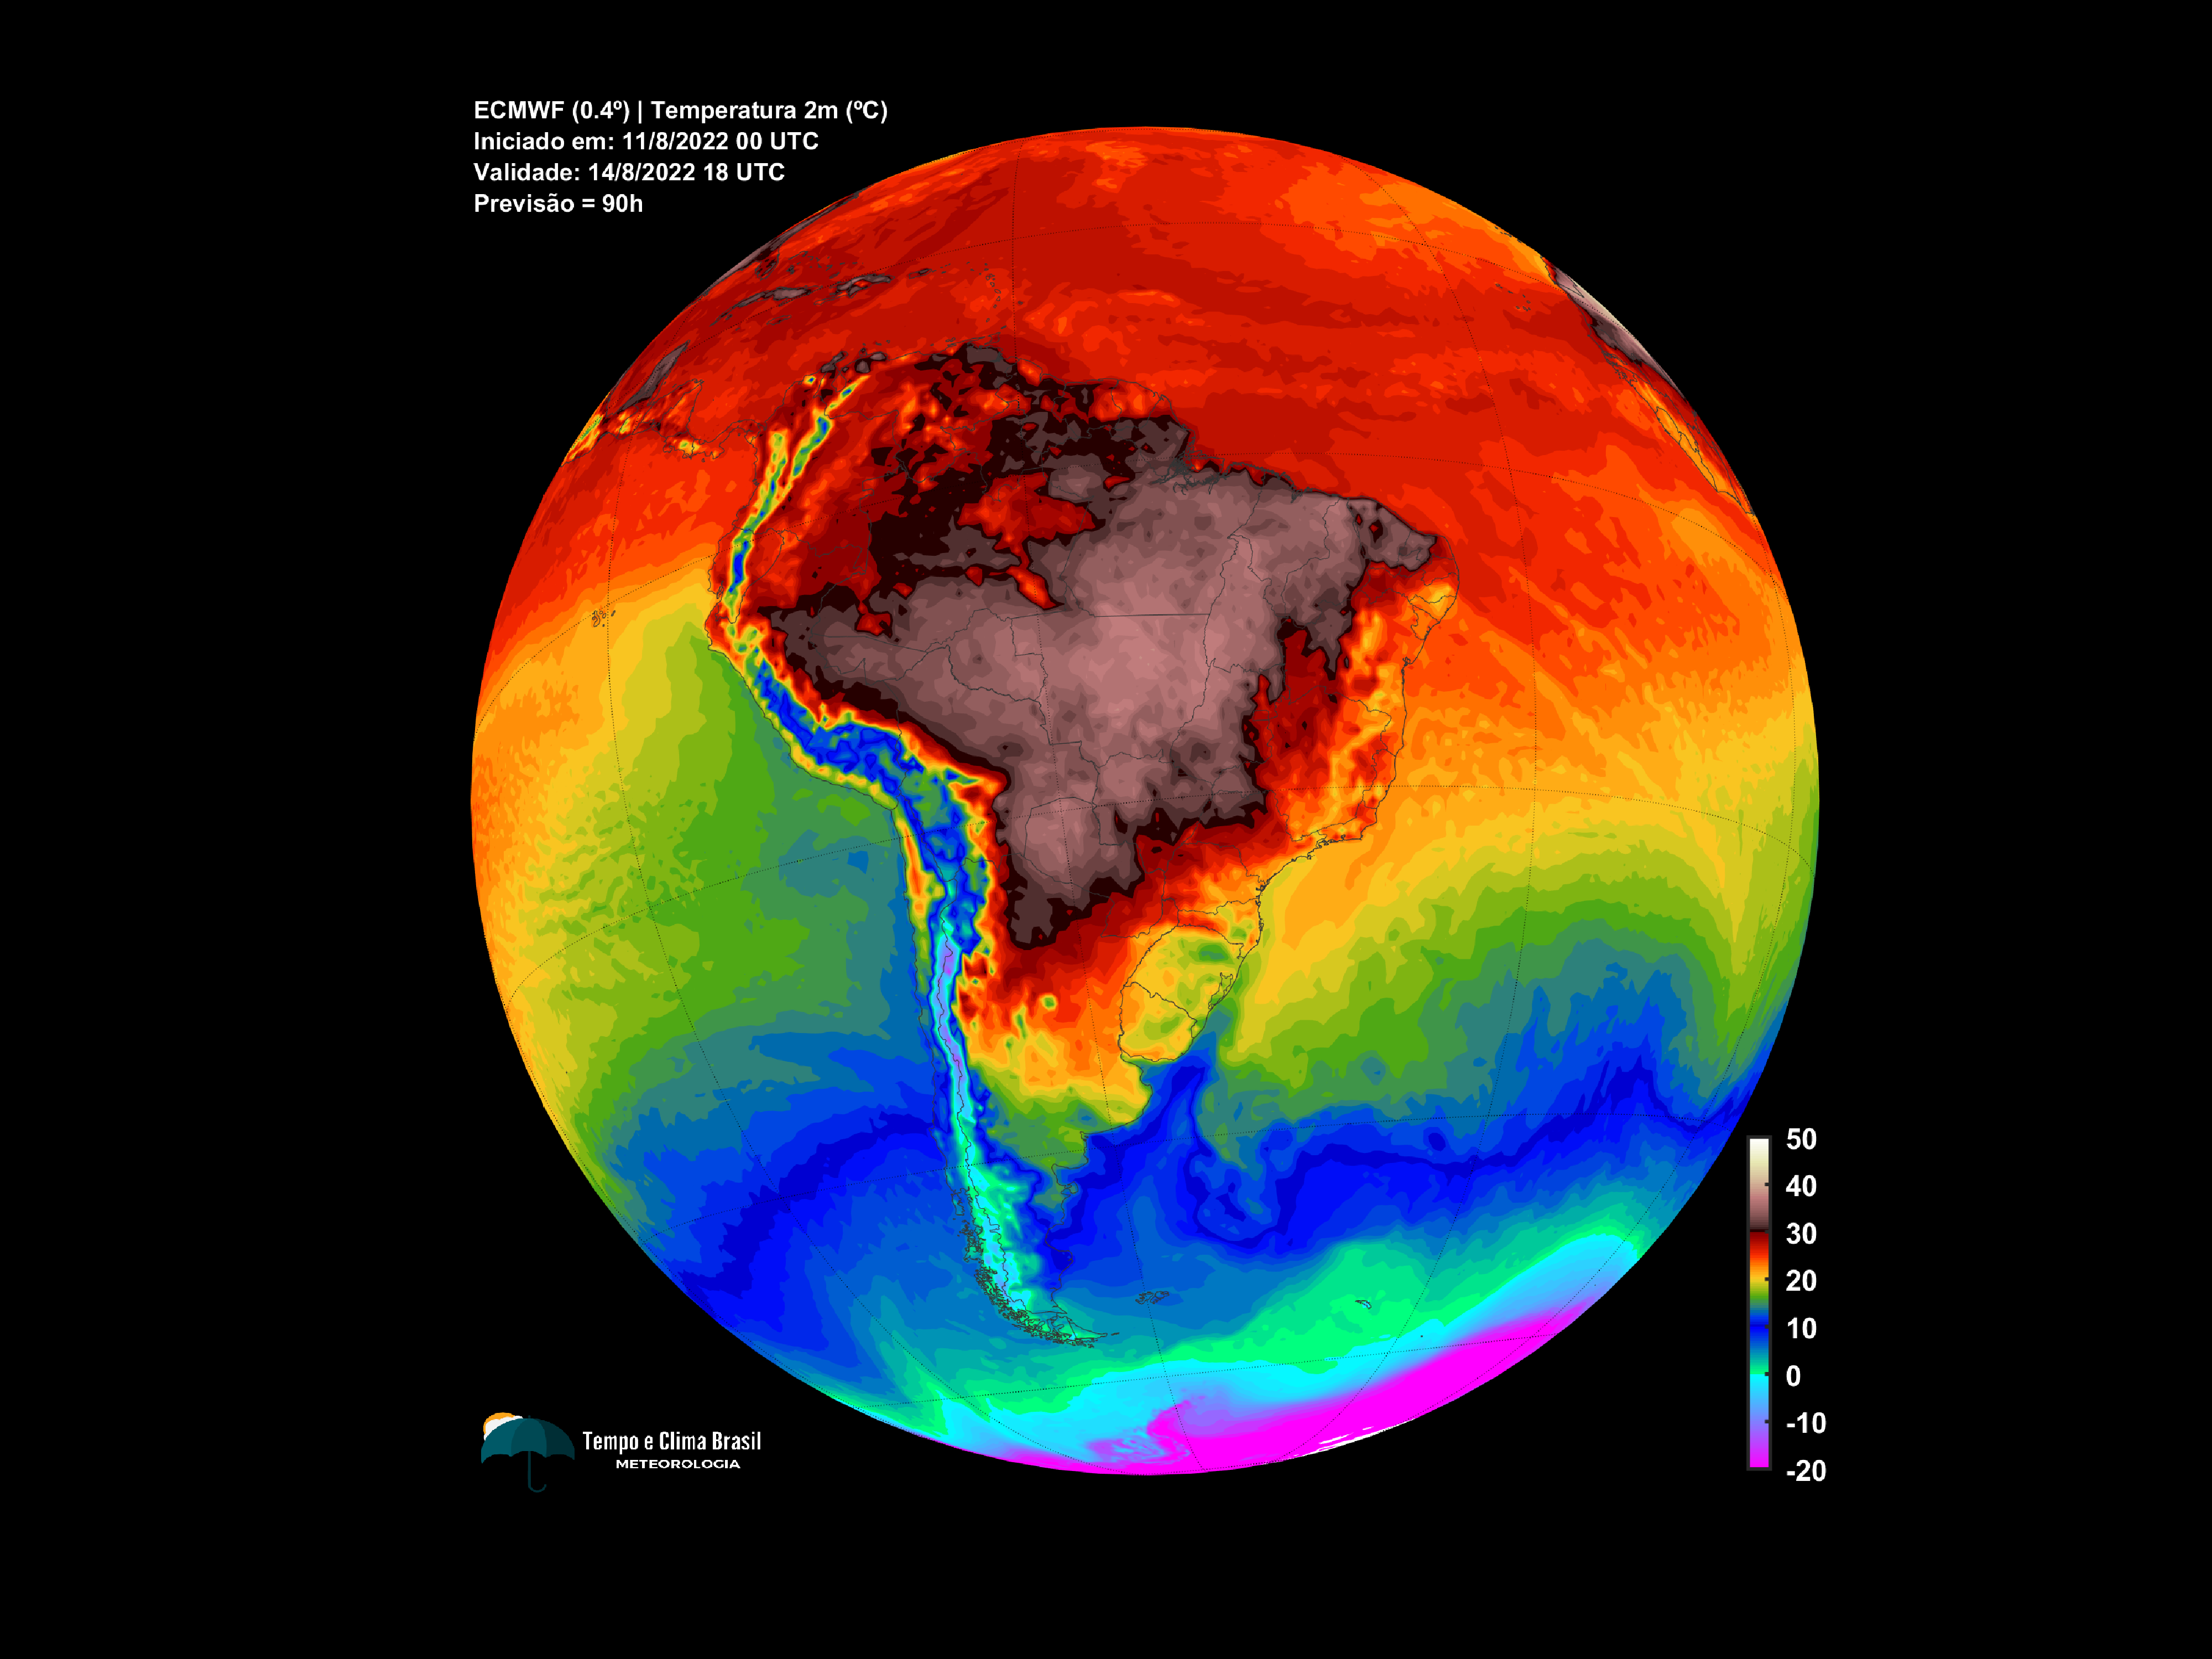 ECMWF (0.4º) | Temperatura 2m (ºC)
Iniciado em: 11/8/2022 00 UTC
Validade: 14/8/2022 18 UTC
Previsão = 90h
50
40
30
20
10
0
-10
-20
Tempo e Clima Brasil
METEOROLOGIA